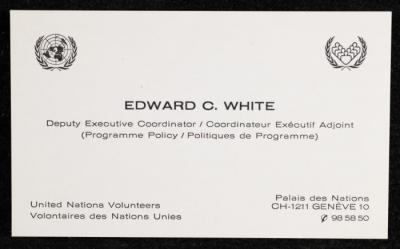 EDWARD C. WHITE
Deputy Executive Coordinator / Coordinateur Exécutif Adjoint
(Programme Policy / Politiques de Programme)
United Nations Volunteers
Volontaires des Nations Unies
Palais des Nations
CH-1211 GENÈVE 10
✆ 98 58 50